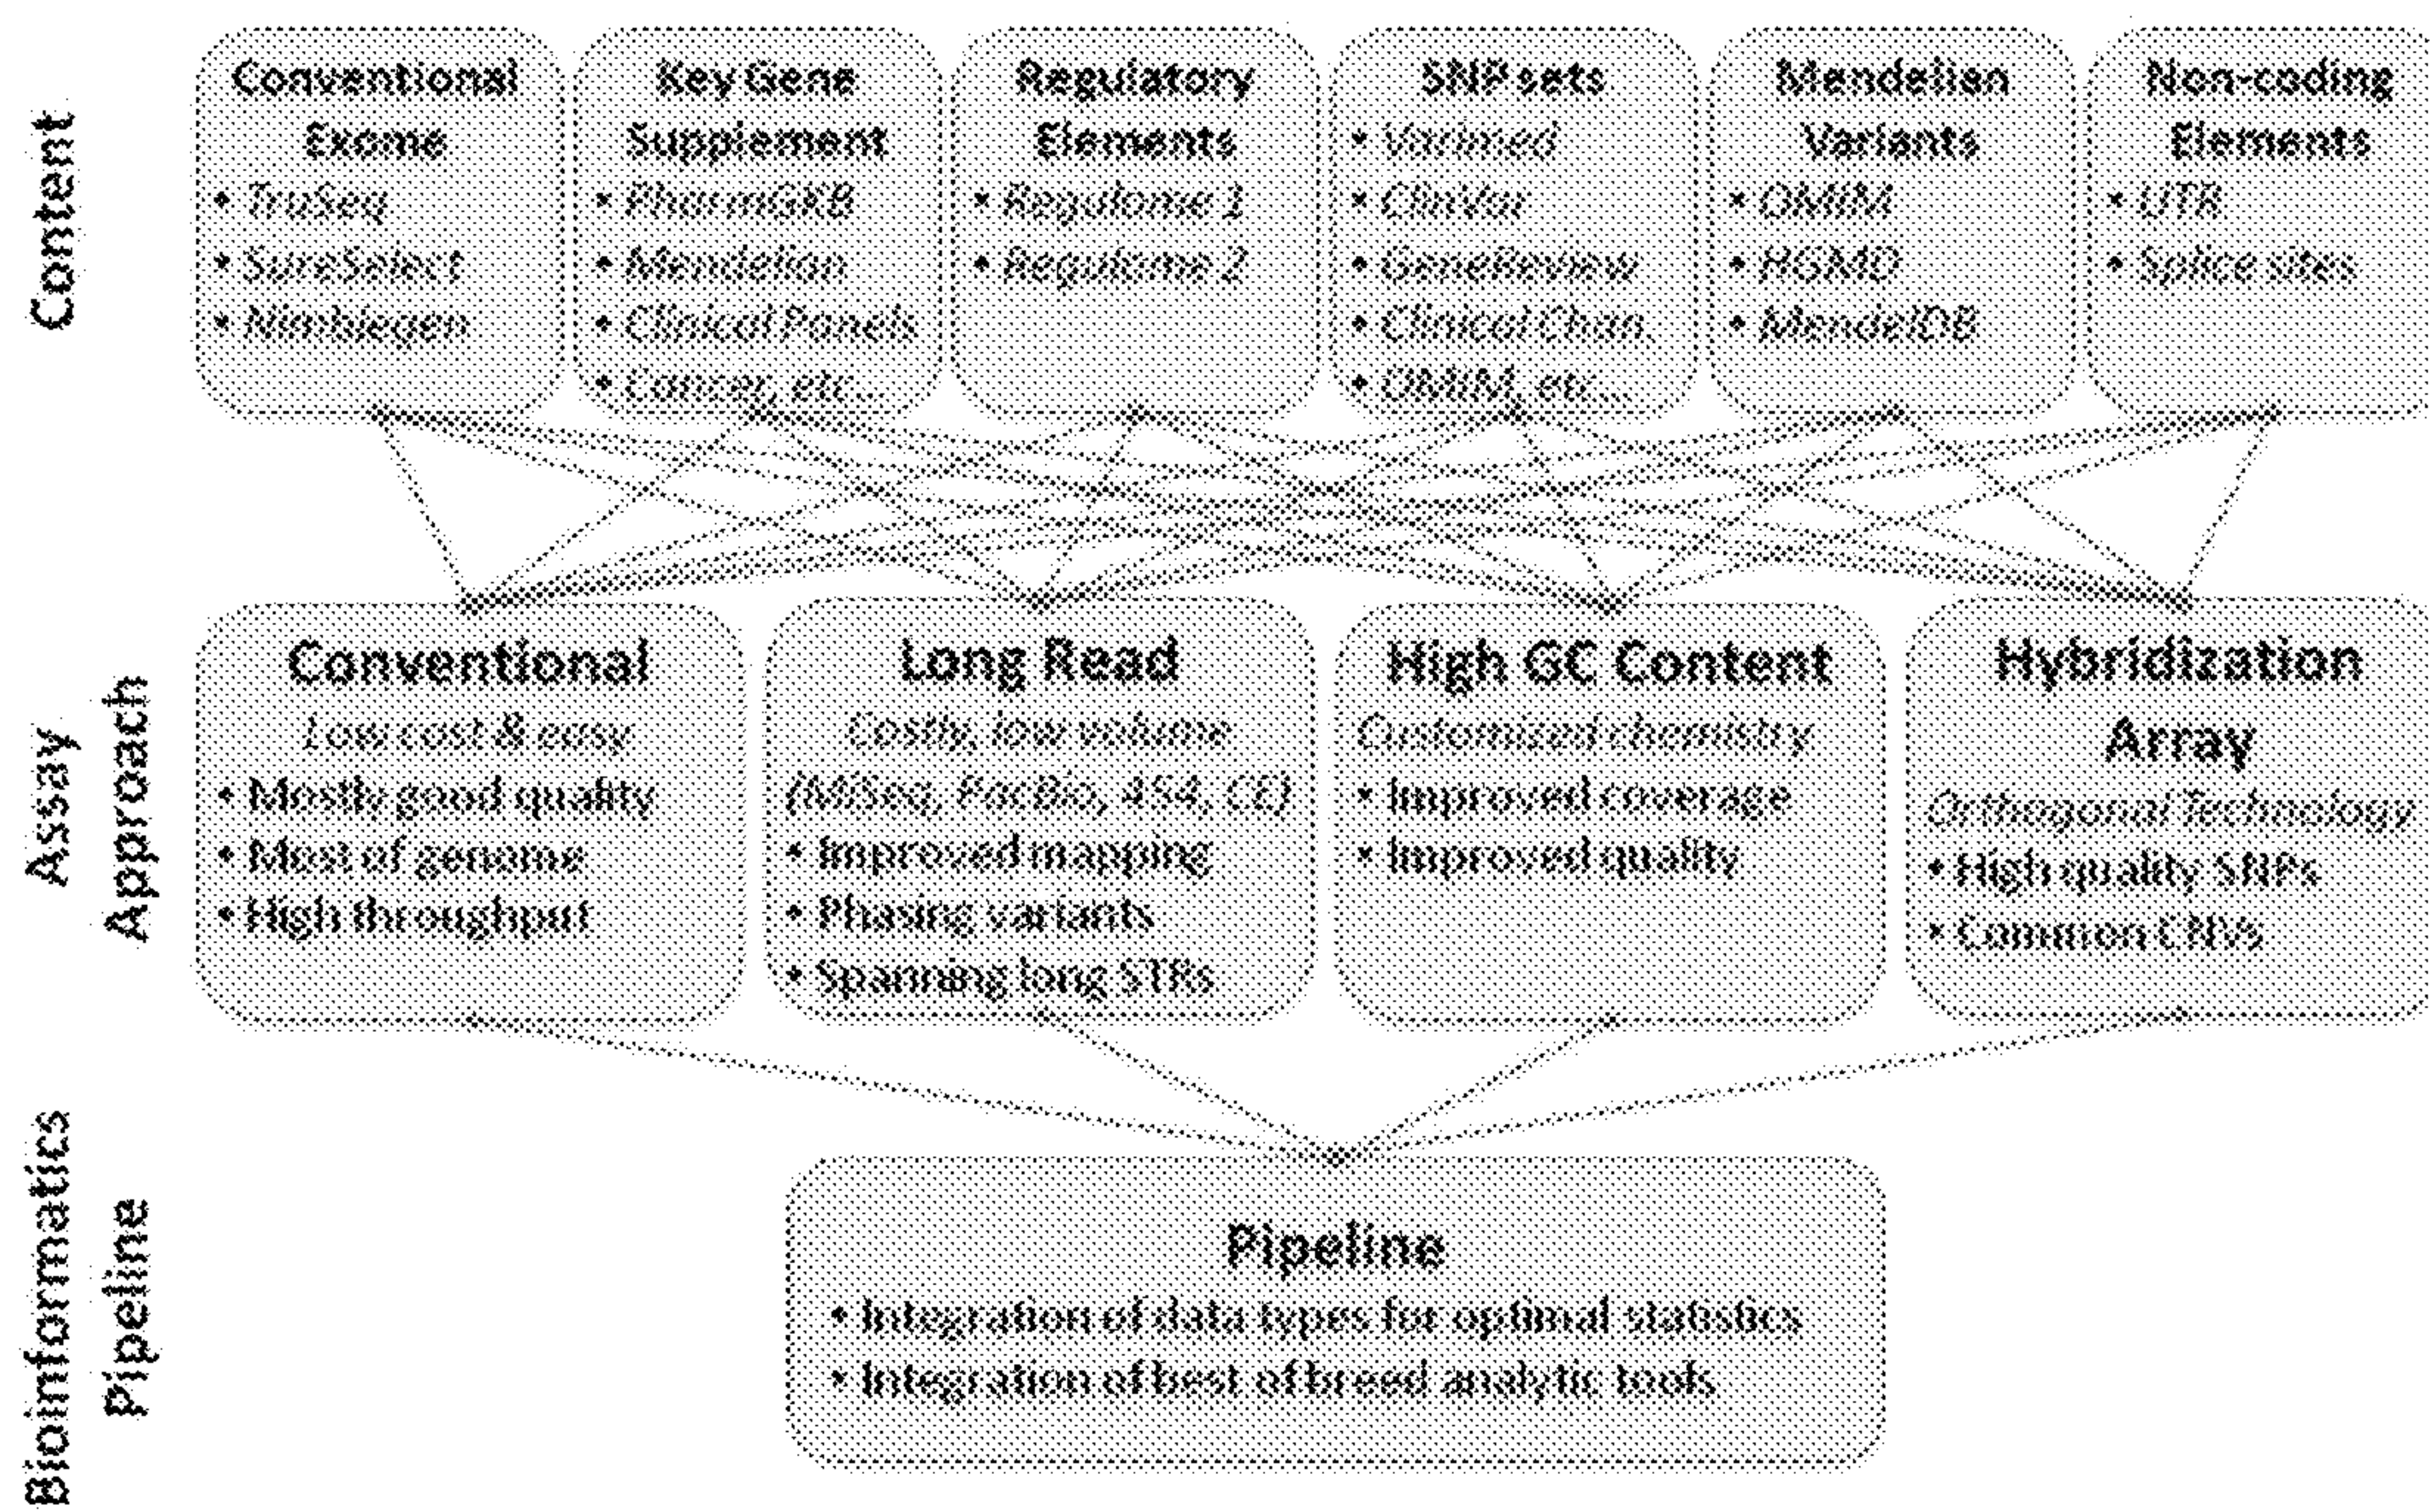 Content
Conventional
Exome
• TruSeq
• SureSelect
• Nimblegen
Key Gene
Supplement
• PharmGKB
• Mendelian
• Clinical Panels
• Cancer, etc...
Regulatory
Elements
• Regulome 1
• Regulome 2
SNP sets
• Varimed
• ClinVar
• GeneReview
• Clinical Chan.
• OMIM, etc...
Mendelian
Variants
• OMIM
• HGMD
• MendelDB
Non-coding
Elements
• UTR
• Splice sites
Assay
Approach
Conventional
Low cost & easy
• Mostly good quality
• Most of genome
• High throughput
Long Read
Costly, low volume
(MiSeq, PacBio, 454, CE)
• Improved mapping
• Phasing variants
• Spanning long STRs
High GC Content
Customized chemistry
• Improved coverage
• Improved quality
Hybridization
Array
Orthogonal Technology
• High quality SNPs
• Common CNVs
Bioinformatics
Pipeline
Pipeline
• Integration of data types for optimal statistics
• Integration of best of breed analytic tools